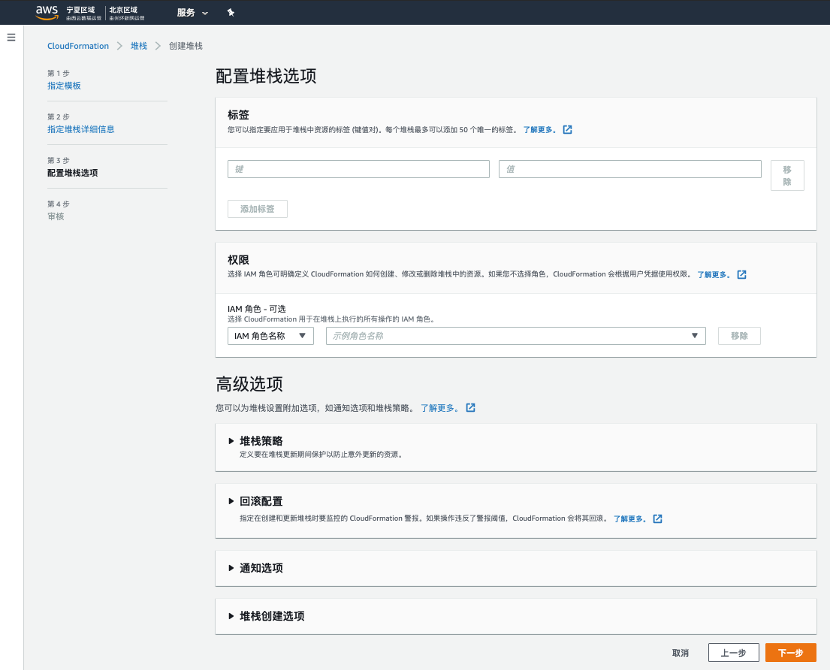 aws 宁夏区域 北京区域 服务
CloudFormation 堆栈 创建堆栈
第 1 步
指定模板
第 2 步
指定堆栈详细信息
第 3 步
配置堆栈选项
第 4 步
审核
配置堆栈选项
标签
您可以指定要应用于堆栈中资源的标签 (键值对)。每个堆栈最多可以添加 50 个唯一的标签。 了解更多。
键 值 移除
添加标签
权限
选择 IAM 角色可明确定义 CloudFormation 如何创建、修改或删除堆栈中的资源。如果您不选择角色，CloudFormation 会根据用户凭据使用权限。 了解更多。
IAM 角色 - 可选
选择 CloudFormation 用于在堆栈上执行的所有操作的 IAM 角色。
IAM 角色名称 示例角色名称 移除
高级选项
您可以为堆栈设置附加选项，如通知选项和堆栈策略。 了解更多。
堆栈策略
定义要在堆栈更新期间保护以防止意外更新的资源。
回滚配置
指定在创建和更新堆栈时要监控的 CloudFormation 警报。如果操作违反了警报阈值，CloudFormation 会将其回滚。 了解更多。
通知选项
堆栈创建选项
取消 上一步 下一步